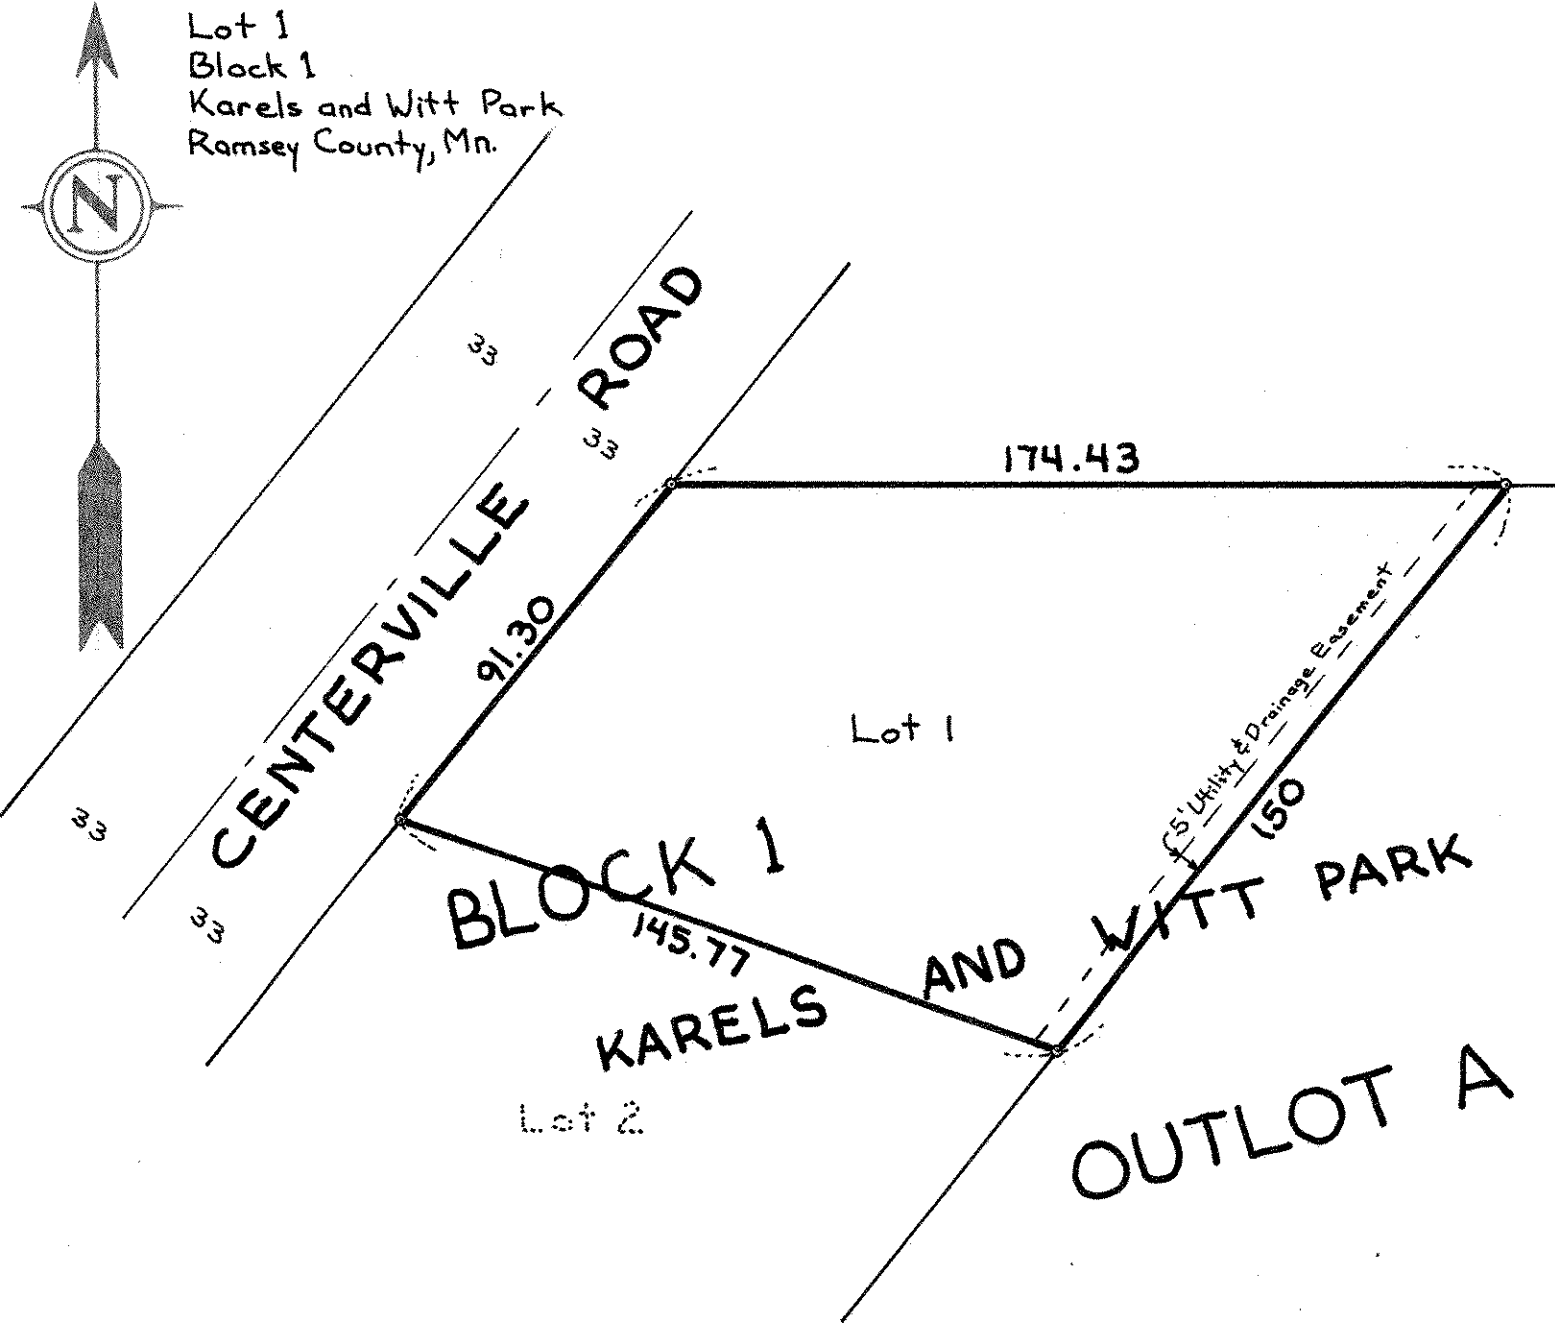 Lot 1
Block 1
Karels and Witt Park
Ramsey County, Mn.
N
33
CENTERVILLE ROAD
33
174.43
91.30
Lot 1
5' Utility & Drainage Easement
150
33
33
BLOCK 1
145.77
KARELS AND WITT PARK
Lot 2
OUTLOT A